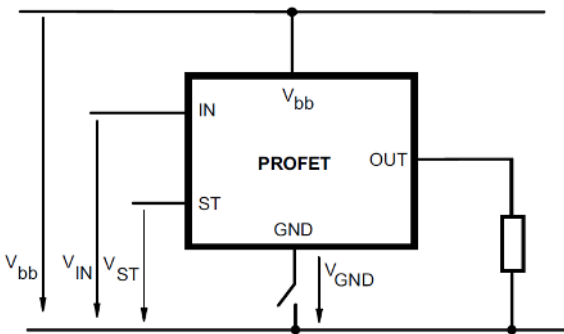 Vbb
IN
PROFET
OUT
ST
GND
Vbb
VIN
VST
VGND